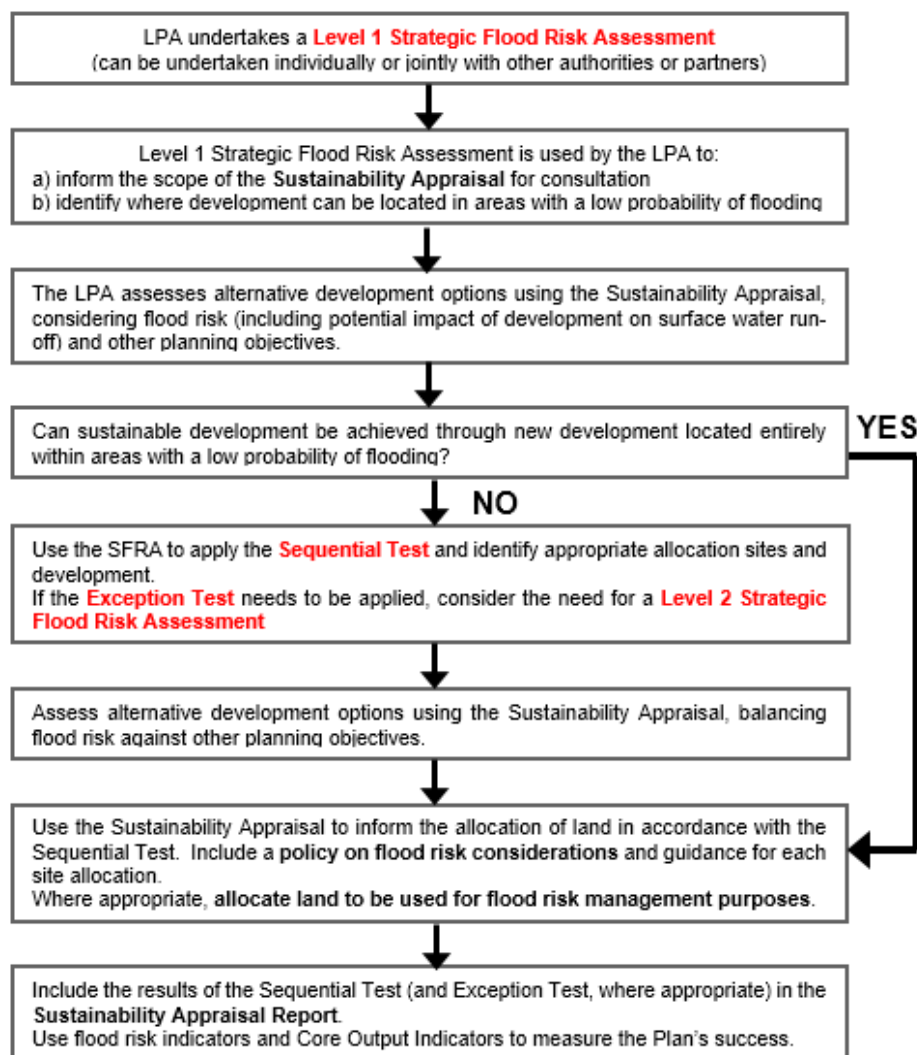 LPA undertakes a Level 1 Strategic Flood Risk Assessment
(can be undertaken individually or jointly with other authorities or partners)
Level 1 Strategic Flood Risk Assessment is used by the LPA to:
a) inform the scope of the Sustainability Appraisal for consultation
b) identify where development can be located in areas with a low probability of flooding
The LPA assesses alternative development options using the Sustainability Appraisal,
considering flood risk (including potential impact of development on surface water run-
off) and other planning objectives.
Can sustainable development be achieved through new development located entirely
within areas with a low probability of flooding?
YES
NO
Use the SFRA to apply the Sequential Test and identify appropriate allocation sites and
development.
If the Exception Test needs to be applied, consider the need for a Level 2 Strategic
Flood Risk Assessment
Assess alternative development options using the Sustainability Appraisal, balancing
flood risk against other planning objectives.
Use the Sustainability Appraisal to inform the allocation of land in accordance with the
Sequential Test. Include a policy on flood risk considerations and guidance for each
site allocation.
Where appropriate, allocate land to be used for flood risk management purposes.
Include the results of the Sequential Test (and Exception Test, where appropriate) in the
Sustainability Appraisal Report.
Use flood risk indicators and Core Output Indicators to measure the Plan's success.